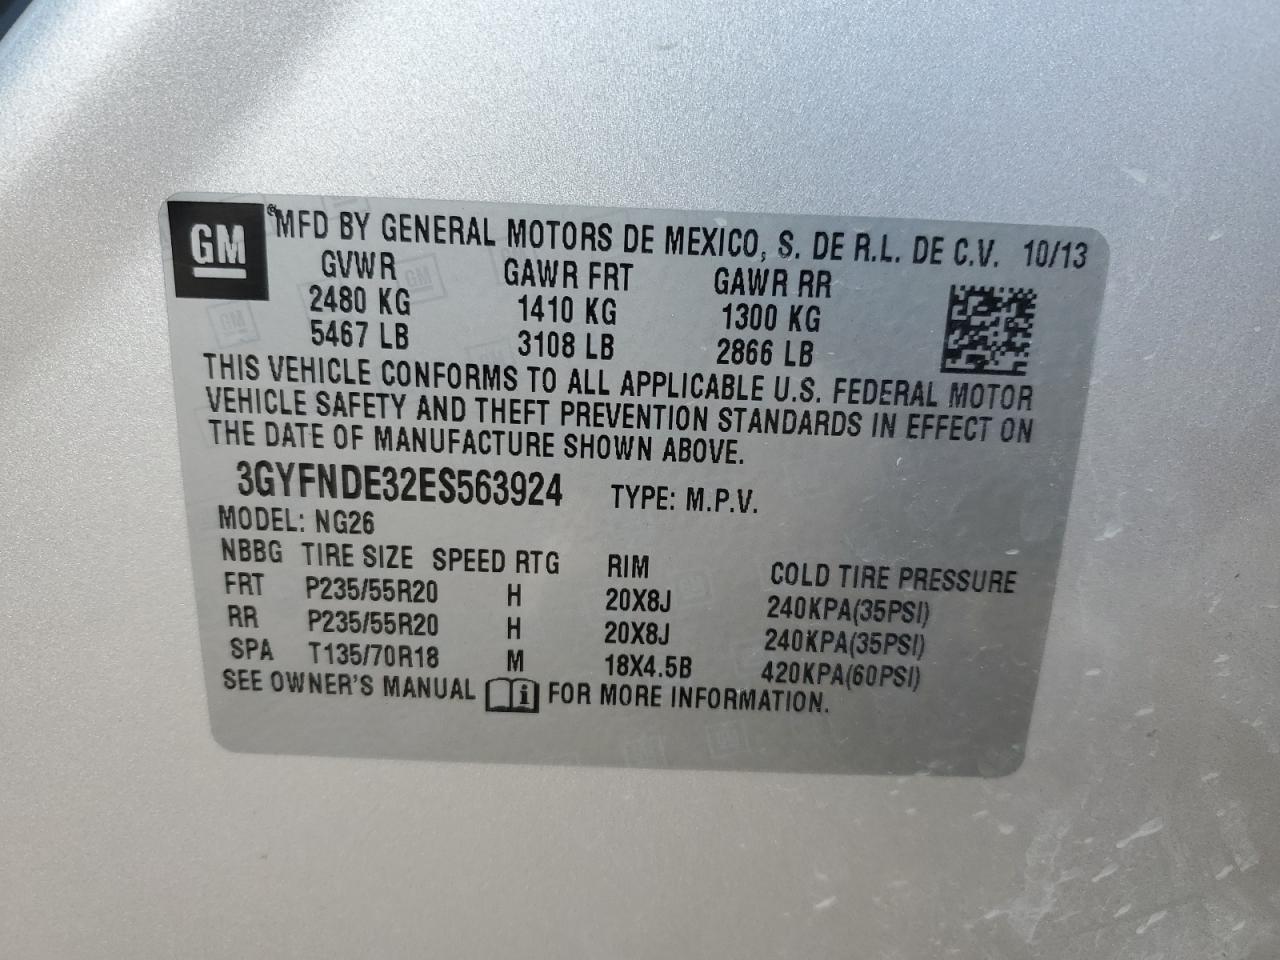 GM ® MFD BY GENERAL MOTORS DE MEXICO, S. DE R.L. DE C.V. 10/13
GVWR GAWR FRT GAWR RR
2480 KG 1410 KG 1300 KG
5467 LB 3108 LB 2866 LB
THIS VEHICLE CONFORMS TO ALL APPLICABLE U.S. FEDERAL MOTOR
VEHICLE SAFETY AND THEFT PREVENTION STANDARDS IN EFFECT ON
THE DATE OF MANUFACTURE SHOWN ABOVE.
3GYFNDE32ES563924 TYPE: M.P.V.
MODEL: NG26
NBBG TIRE SIZE SPEED RTG RIM COLD TIRE PRESSURE
FRT P235/55R20 H 20X8J 240KPA(35PSI)
RR P235/55R20 H 20X8J 240KPA(35PSI)
SPA T135/70R18 M 18X4.5B 420KPA(60PSI)
SEE OWNER'S MANUAL i FOR MORE INFORMATION.